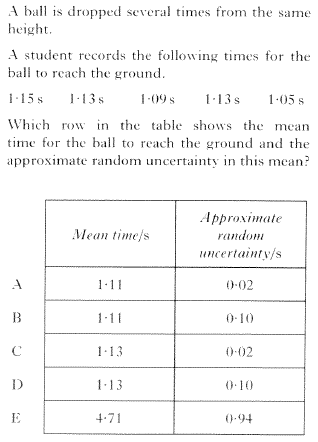 A ball is dropped several times from the same
height.
A student records the following times for the
ball to reach the ground.
1·15 s 1·13 s 1·09 s 1·13 s 1·05 s
Which row in the table shows the mean
time for the ball to reach the ground and the
approximate random uncertainty in this mean?
Mean time/s Approximate
random
uncertainty/s
A 1·11 0·02
B 1·11 0·10
C 1·13 0·02
D 1·13 0·10
E 4·71 0·94